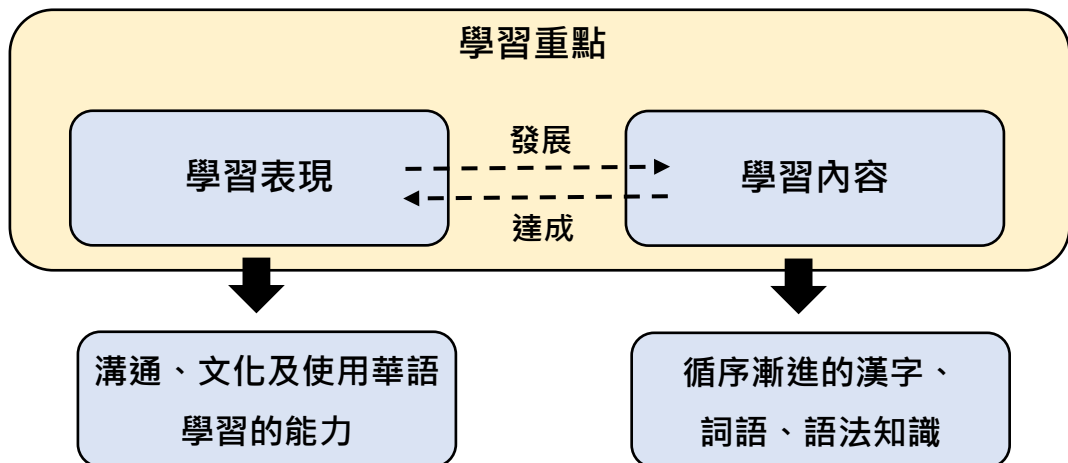 學習重點
學習表現
發展
達成
學習內容
溝通、文化及使用華語
學習的能力
循序漸進的漢字、
詞語、語法知識